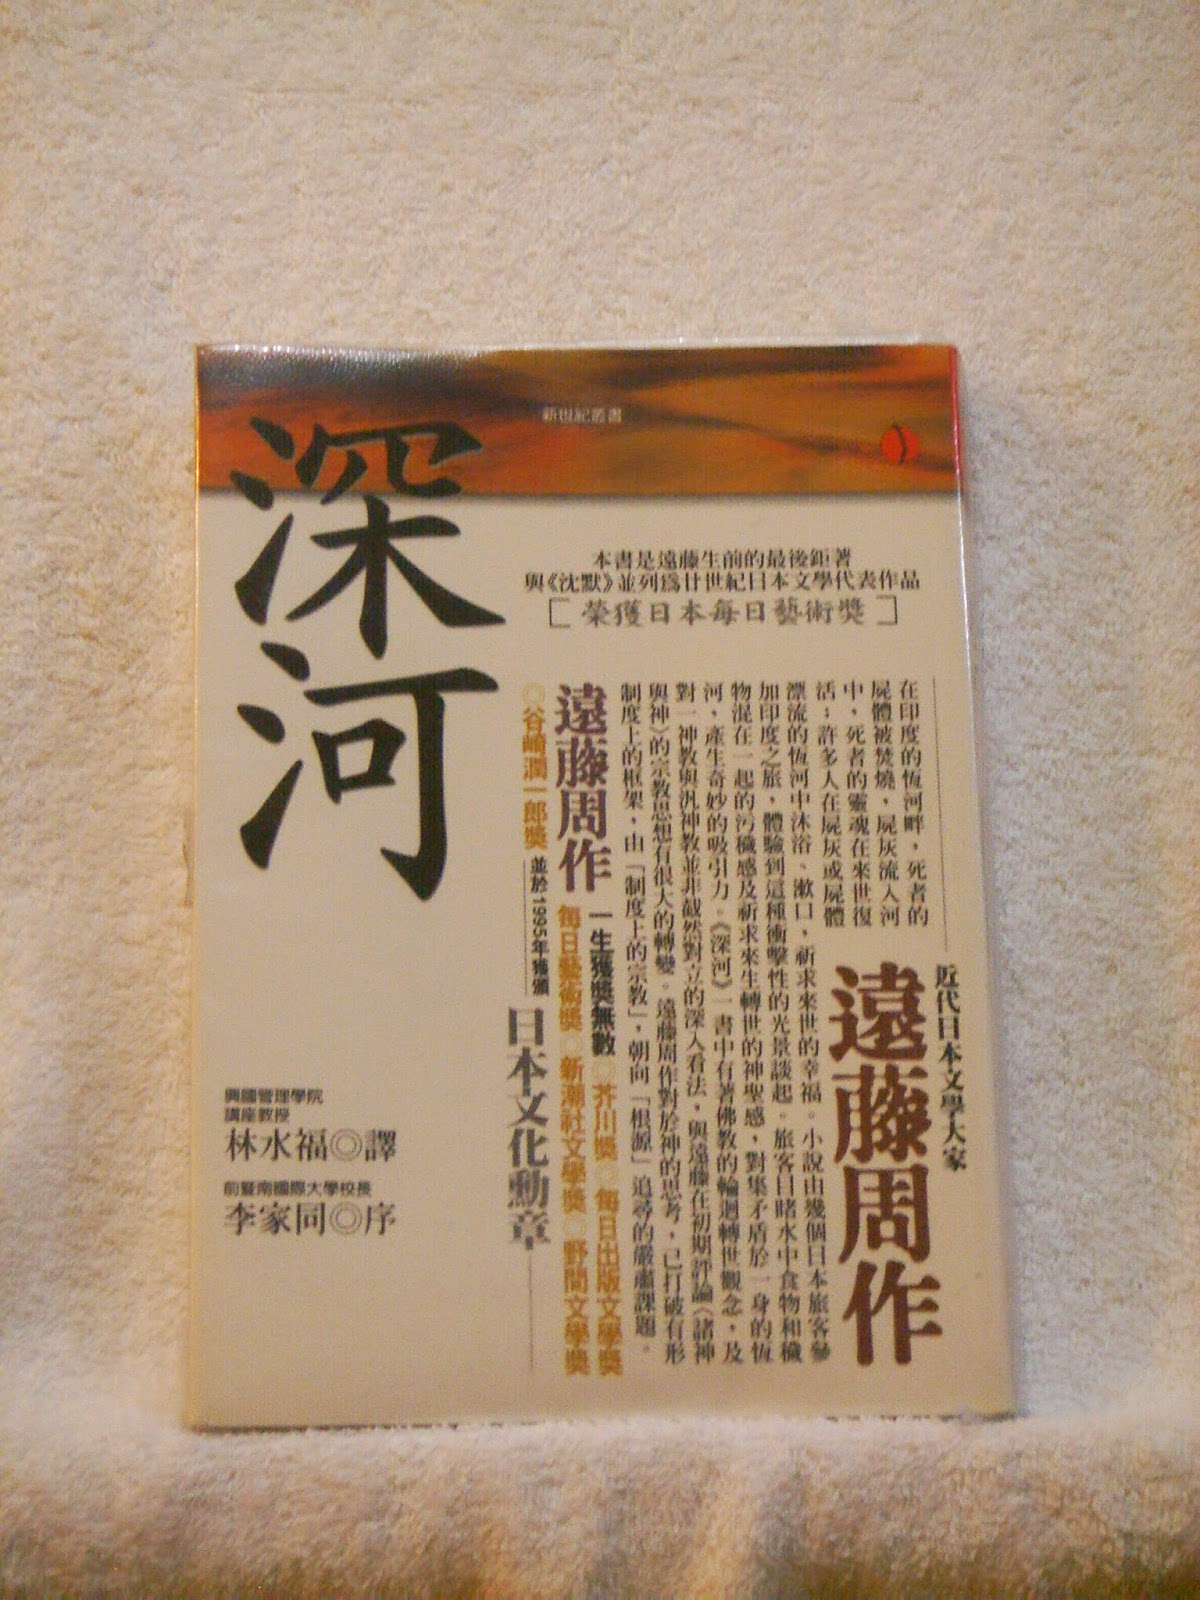 新世紀叢書
深河
本書是遠藤生前的最後鉅著
與《沈默》並列爲廿世紀日本文學代表作品
[榮獲日本每日藝術獎]
近代日本文學大家
遠藤周作
在印度的恆河畔，死者的
屍體被焚燒，屍灰流入河
中，死者的靈魂在來世復
活；許多人在屍灰或屍體
漂流的恆河中沐浴、漱口，祈求來世的幸福。小說由幾個日本旅客參
加印度之旅，體驗到這種衝擊性的光景談起。旅客目睹水中食物和穢
物混在一起的污穢感及祈求來生轉世的神聖感，對集矛盾於一身的恆
河，產生奇妙的吸引力。《深河》一書中有著佛教的輪迴轉世觀念，及
對一神教與汎神教並非截然對立的深入看法，與遠藤在初期評論〈諸神
與神〉的宗教思想有很大的轉變。遠藤周作對於神的思考，已打破有形
制度上的框架，由「制度上的宗教」，朝向「根源」追尋的嚴肅課題。
遠藤周作 一生獲獎無數 ◎芥川獎 ◎每日出版文學獎
每日藝術獎 ◎新潮社文學獎 ◎野間文學獎
◎谷崎潤一郎獎 並於1995年獲頒 日本文化勳章
興國管理學院
講座教授
林水福◎譯
前暨南國際大學校長
李家同◎序